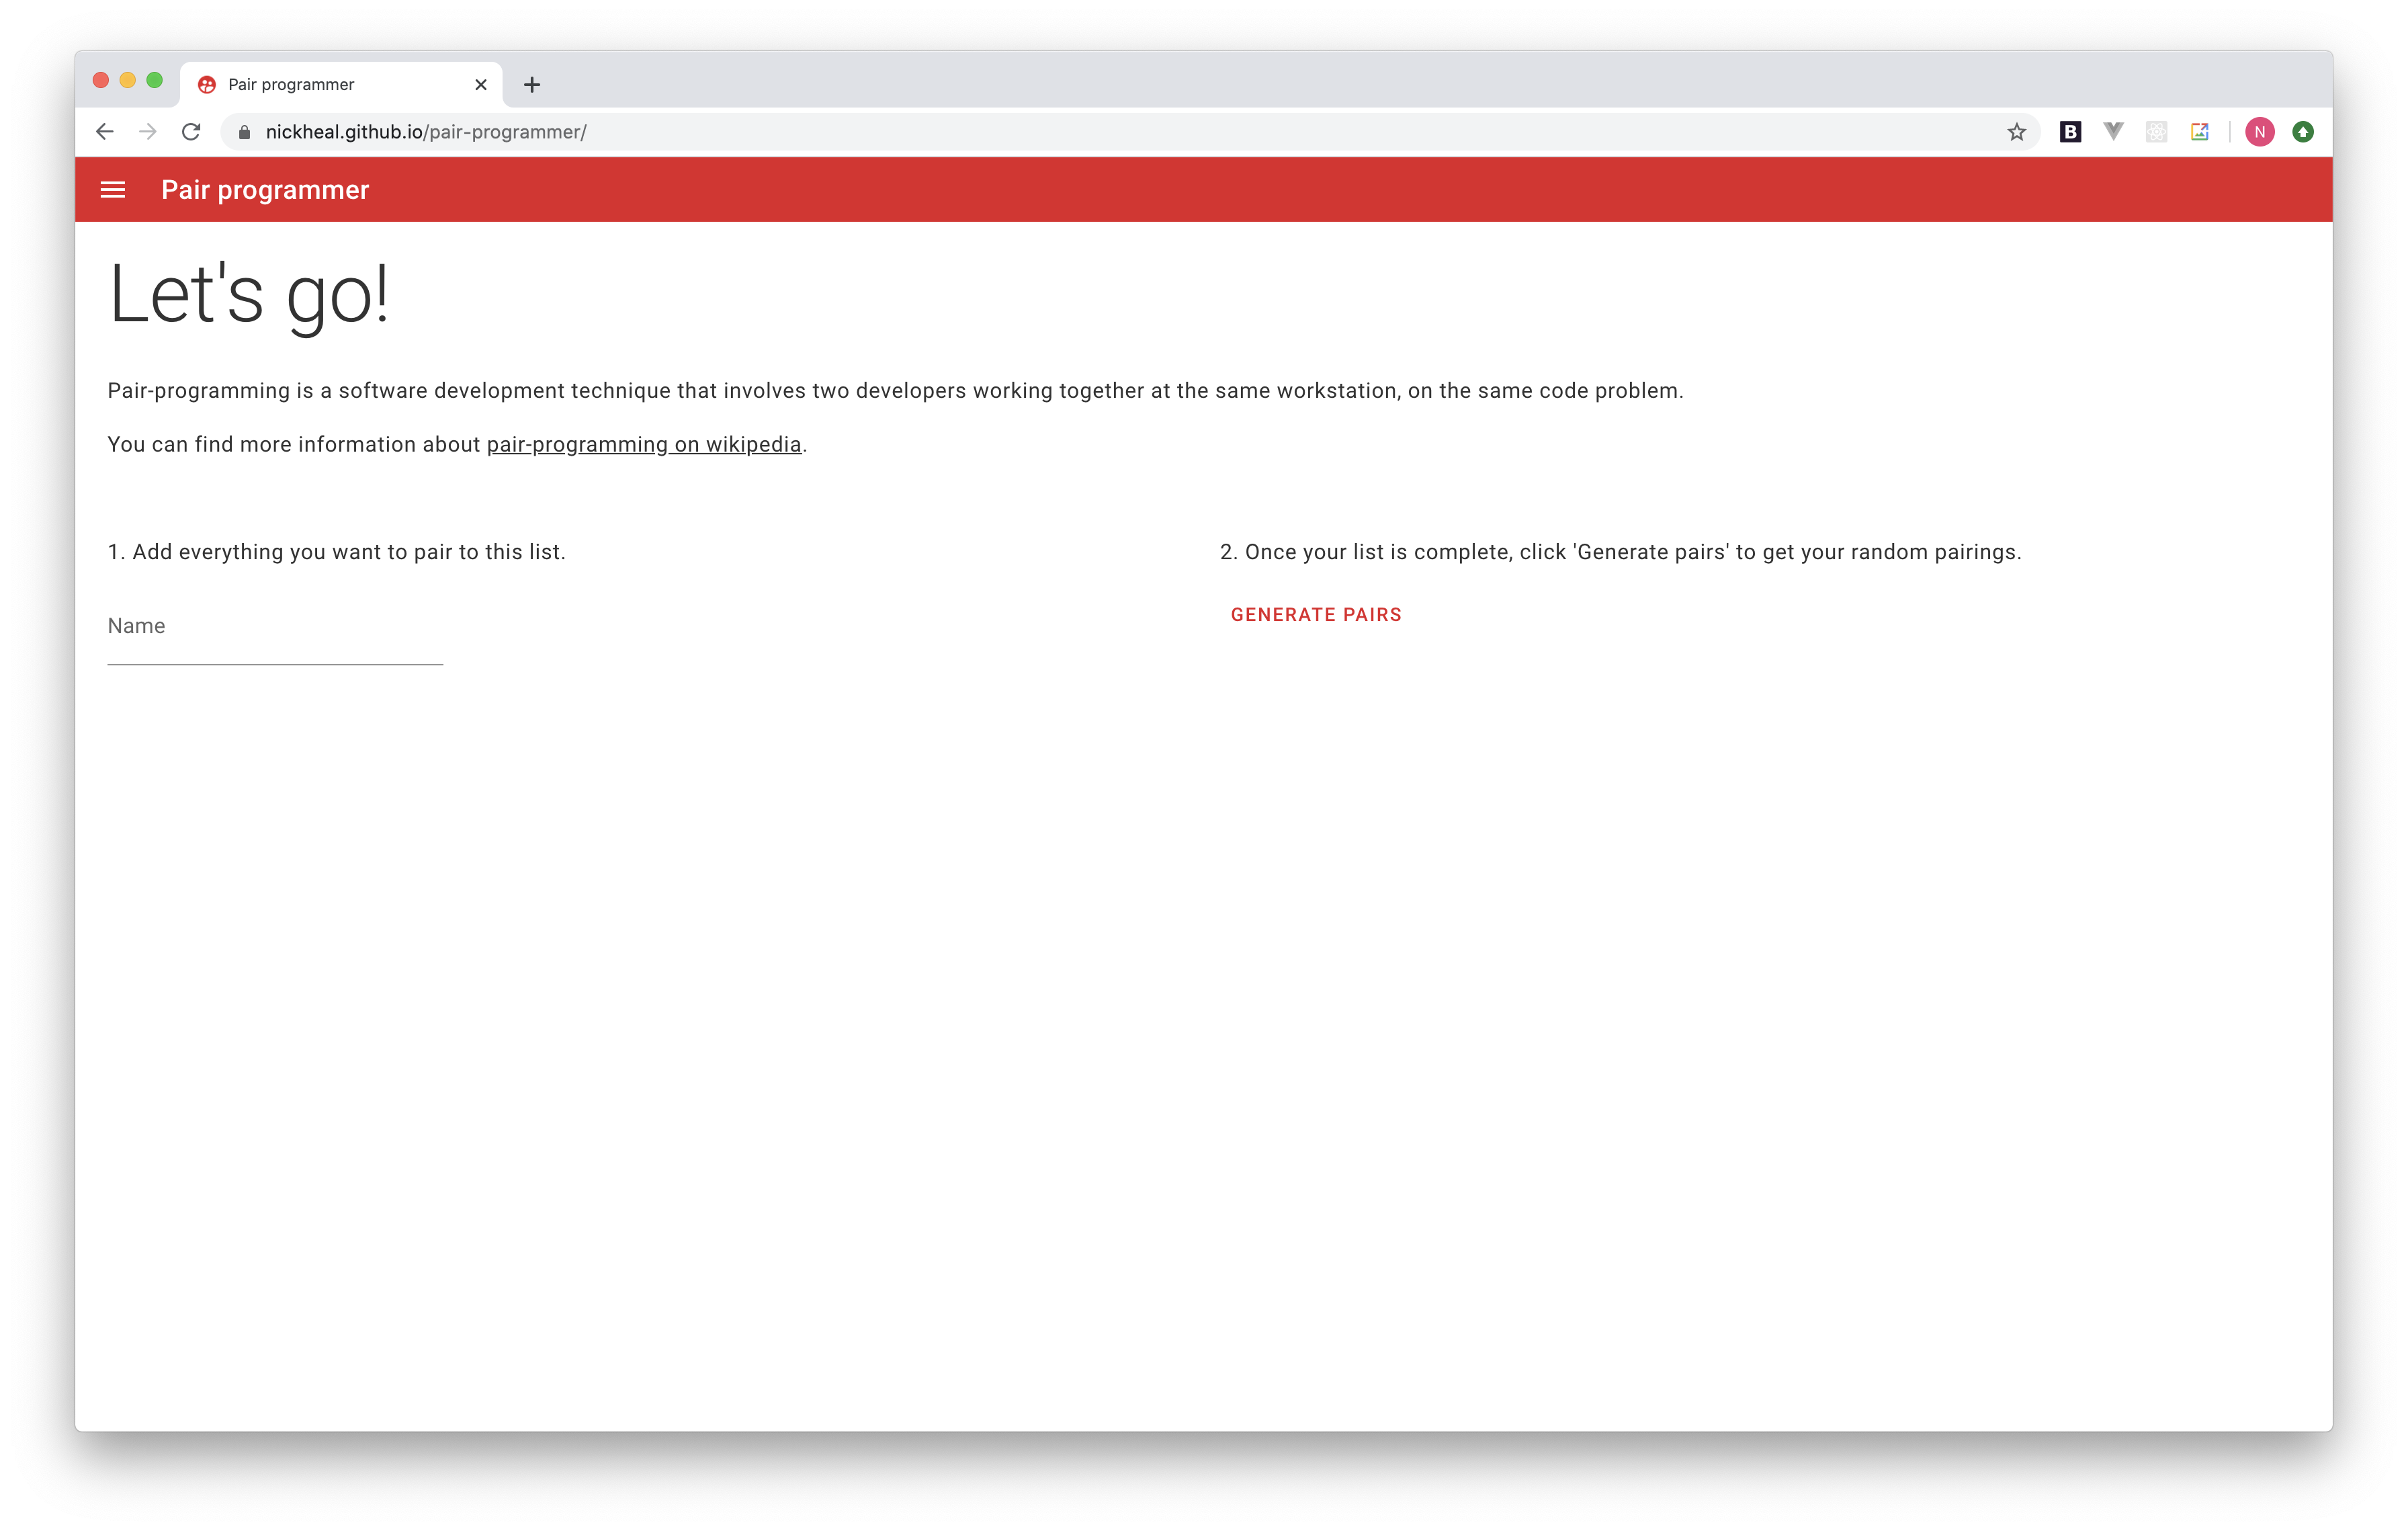 Pair programmer
nickheal.github.io/pair-programmer/
B
N
Pair programmer
Let's go!
Pair-programming is a software development technique that involves two developers working together at the same workstation, on the same code problem.
You can find more information about pair-programming on wikipedia.
1. Add everything you want to pair to this list.
2. Once your list is complete, click 'Generate pairs' to get your random pairings.
Name
GENERATE PAIRS